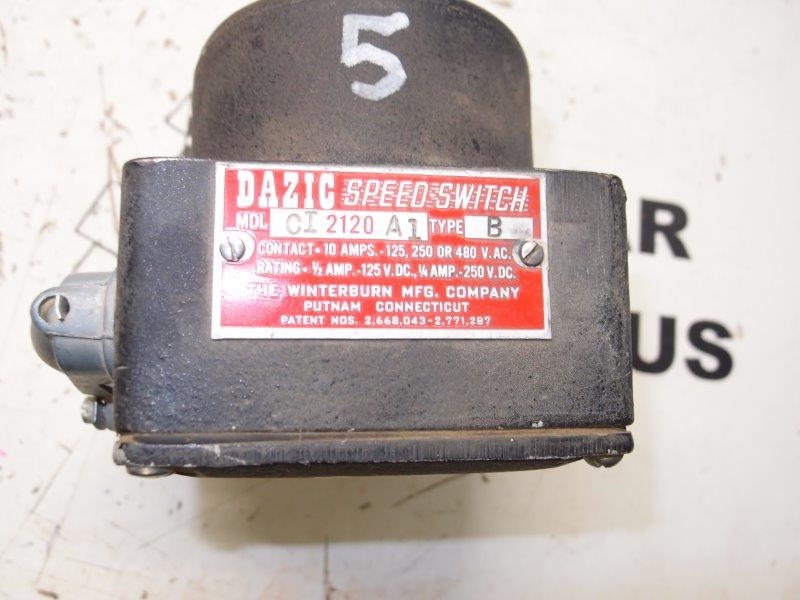 5
DAZIC SPEED SWITCH
MDL CI 2120 A1 TYPE B
CONTACT - 10 AMPS.-125, 250 OR 480 V. AC.
RATING - ½ AMP.-125 V. DC., ¼ AMP.-250 V. DC.
THE WINTERBURN MFG. COMPANY
PUTNAM CONNECTICUT
PATENT NOS. 2,668,043-2,771,287
US